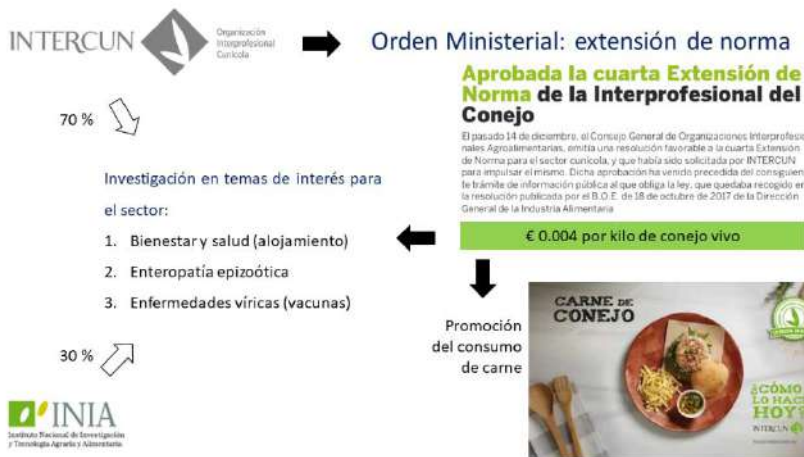 INTERCUN
Organización
Interprofesional
Cunícola
Orden Ministerial: extensión de norma
Aprobada la cuarta Extensión de
Norma de la Interprofesional del
Conejo
El pasado 14 de diciembre, el Consejo General de Organizaciones Interprofesio
nales Agroalimentarias, emitía una resolución favorable a la cuarta Extensión
de Norma para el sector cunícola, y que había sido solicitada por INTERCUN
para impulsar el mismo. Dicha aprobación ha venido precedida del consiguien
te trámite de información pública al que obliga la ley, que quedaba recogido en
la resolución publicada por el B.O.E. de 18 de octubre de 2017 de la Dirección
General de la Industria Alimentaria
€ 0.004 por kilo de conejo vivo
70 %
Investigación en temas de interés para
el sector:
1. Bienestar y salud (alojamiento)
2. Enteropatía epizoótica
3. Enfermedades víricas (vacunas)
30 %
INIA
Instituto Nacional de Investigación
y Tecnología Agraria y Alimentaria
Promoción
del consumo
de carne
CARNE DE
CONEJO
¿CÓMO
LO HACES
HOY?
INTERCUN